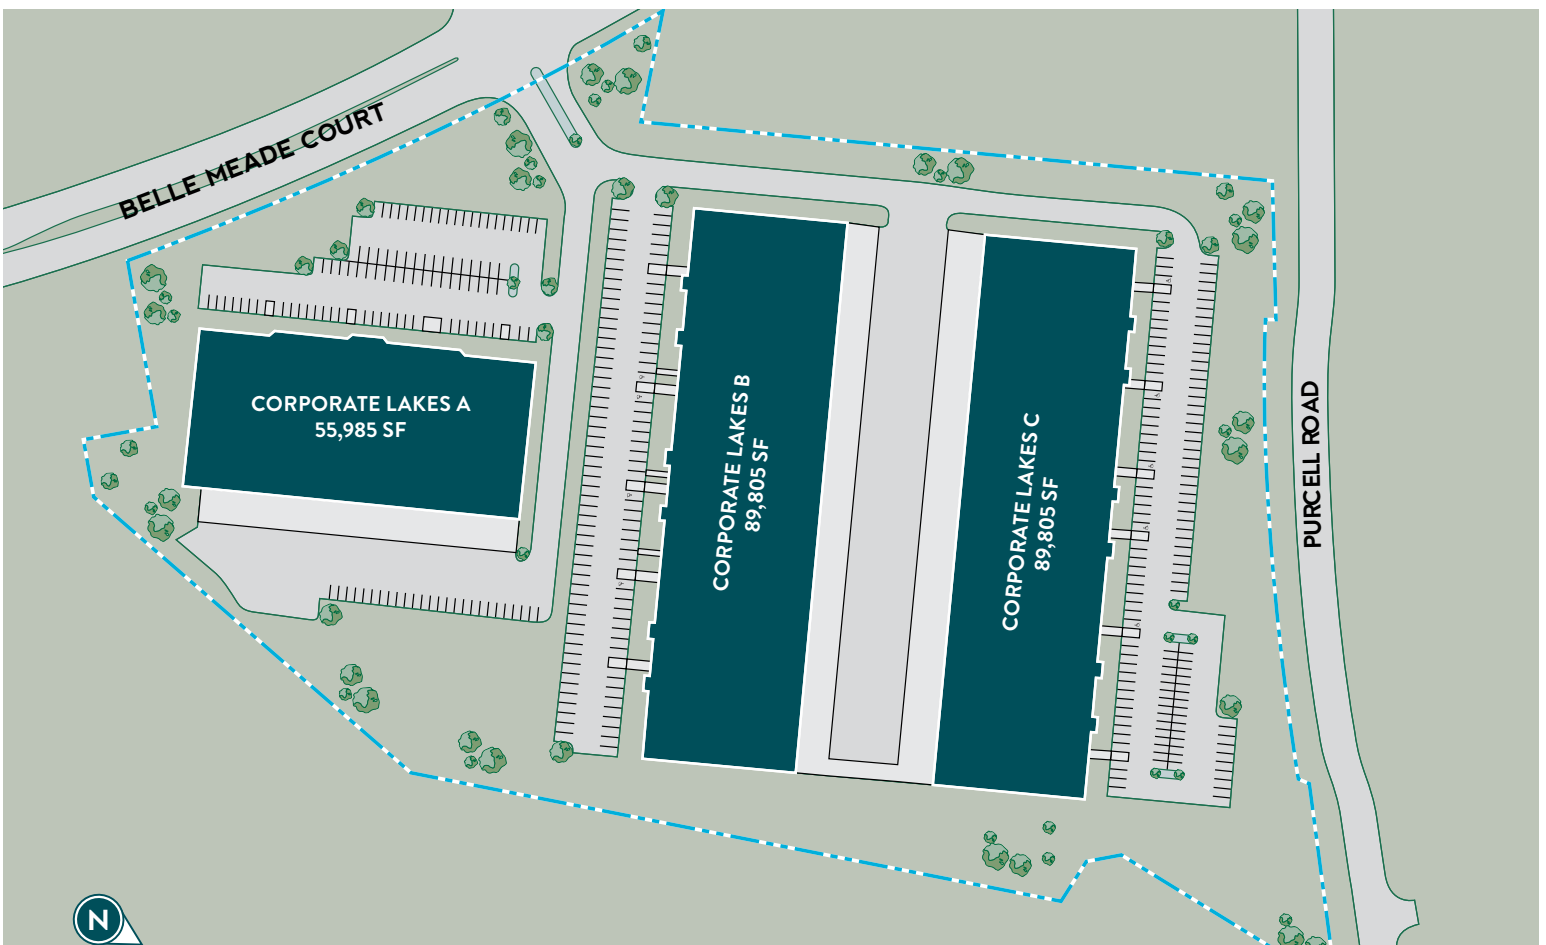 BELLE MEADE COURT
CORPORATE LAKES A
55,985 SF
CORPORATE LAKES B
89,805 SF
CORPORATE LAKES C
89,805 SF
PURCELL ROAD
N